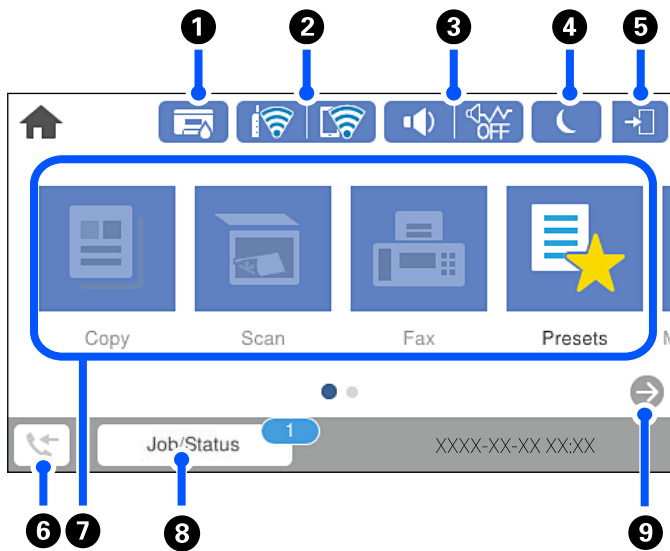 1 2 3 4 5
OFF
Copy Scan Fax Presets
Job/Status 1 XXXX-XX-XX XX:XX
6 7 8 9